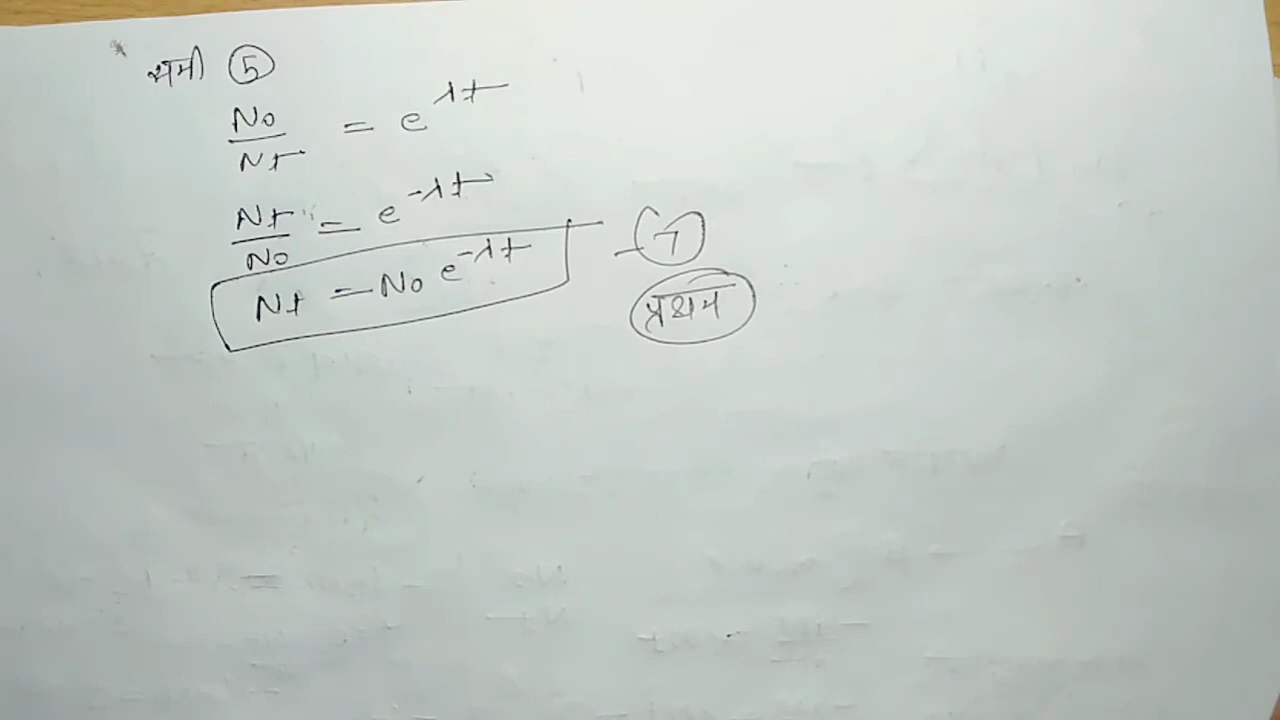 समी ⑤
No/Nt = e^λt
Nt/No = e^-λt
Nt = No e^-λt - ⑦
प्रथम